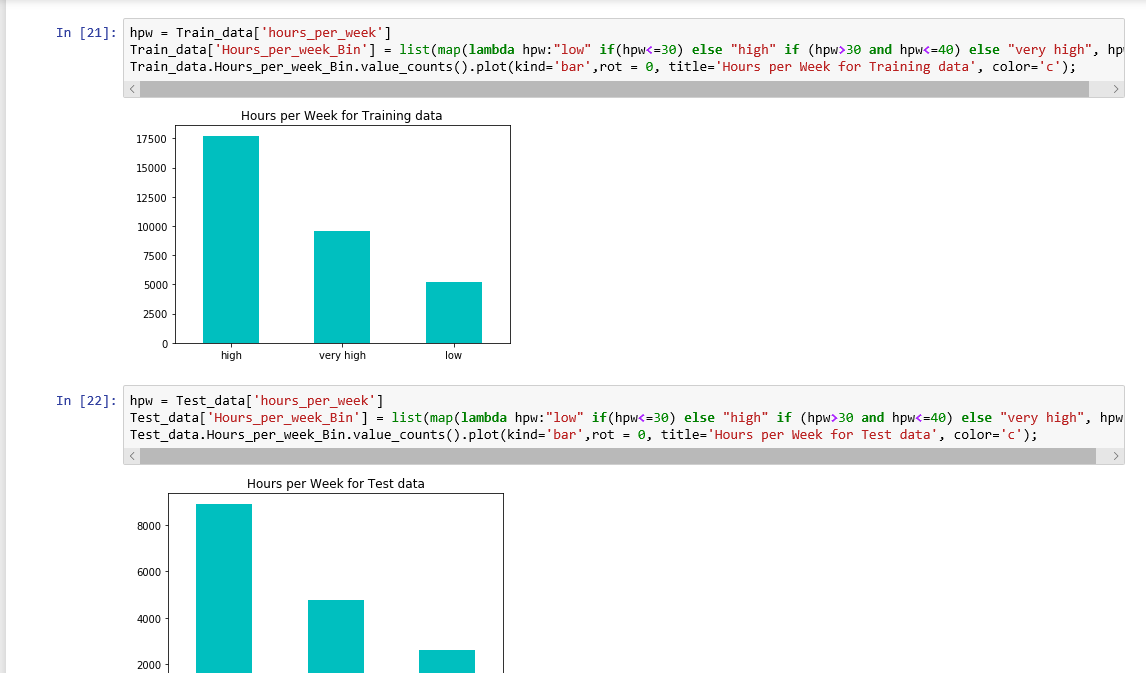 In [21]: hpw = Train_data['hours_per_week']
Train_data['Hours_per_week_Bin'] = list(map(lambda hpw:"low" if(hpw<=30) else "high" if (hpw>30 and hpw<=40) else "very high", hp
Train_data.Hours_per_week_Bin.value_counts().plot(kind='bar',rot = 0, title='Hours per Week for Training data', color='c');
Hours per Week for Training data
17500
15000
12500
10000
7500
5000
2500
0
high very high low
In [22]: hpw = Test_data['hours_per_week']
Test_data['Hours_per_week_Bin'] = list(map(lambda hpw:"low" if(hpw<=30) else "high" if (hpw>30 and hpw<=40) else "very high", hpw
Test_data.Hours_per_week_Bin.value_counts().plot(kind='bar',rot = 0, title='Hours per Week for Test data', color='c');
Hours per Week for Test data
8000
6000
4000
2000